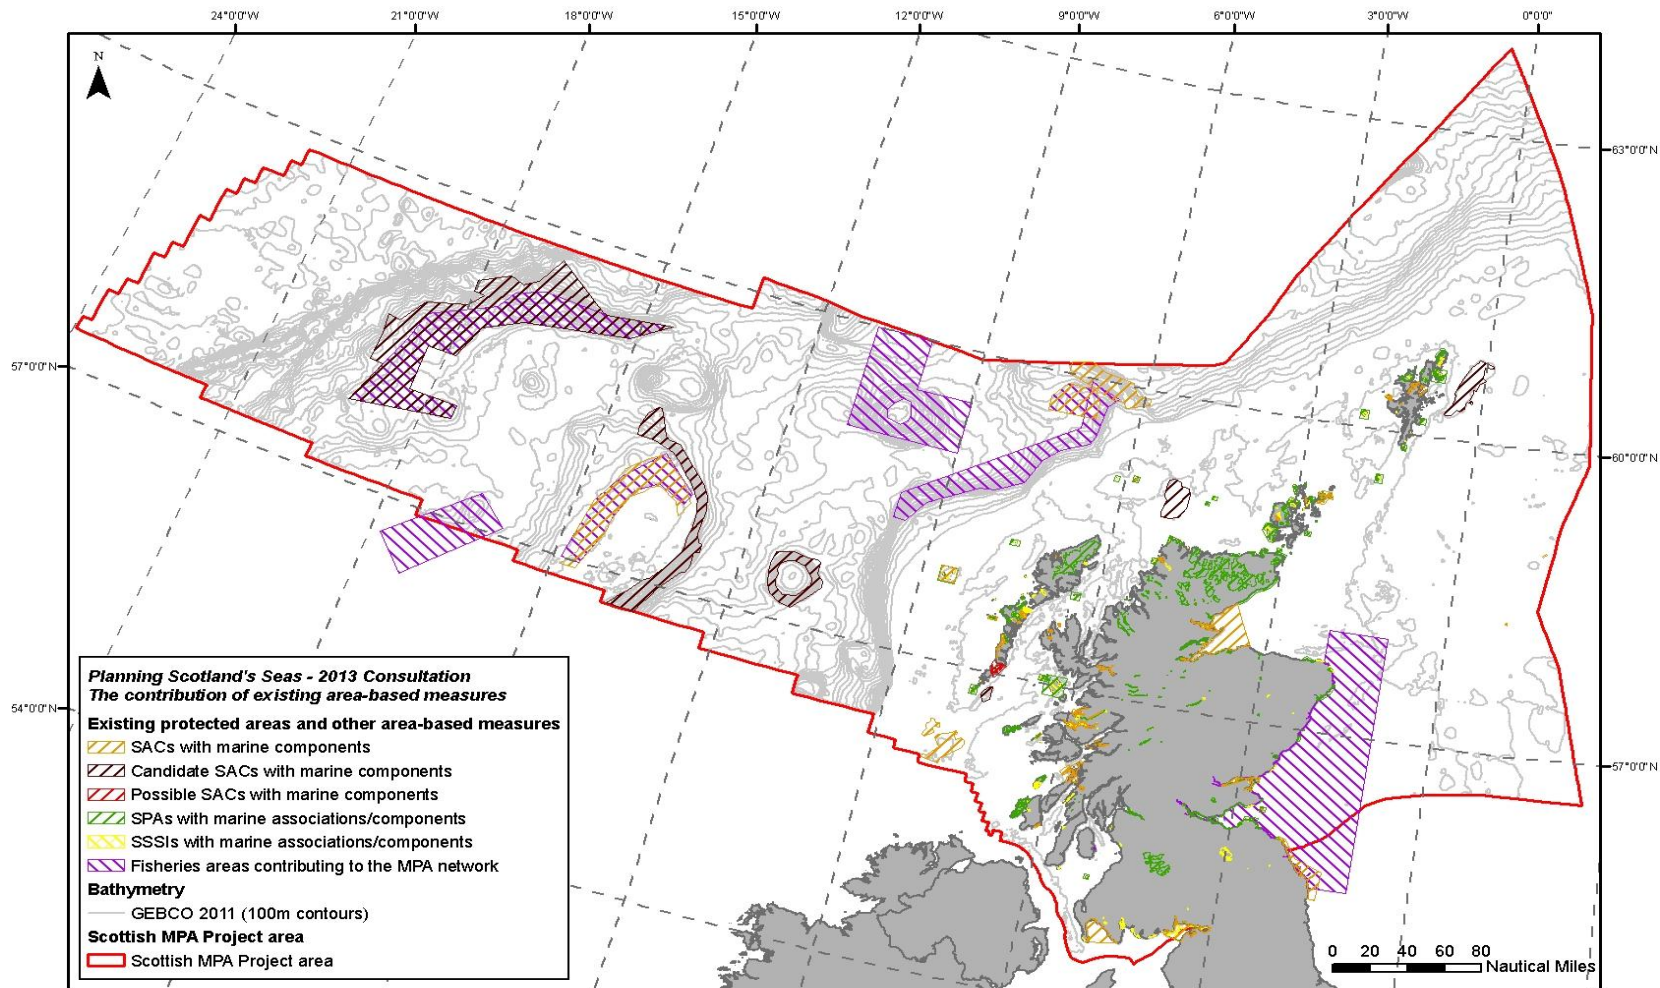 24°0'0"W 21°0'0"W 18°0'0"W 15°0'0"W 12°0'0"W 9°0'0"W 6°0'0"W 3°0'0"W 0°0'0"
N
63°0'0"N
57°0'0"N
60°0'0"N
54°0'0"N
57°0'0"N
Planning Scotland's Seas - 2013 Consultation
The contribution of existing area-based measures
Existing protected areas and other area-based measures
SACs with marine components
Candidate SACs with marine components
Possible SACs with marine components
SPAs with marine associations/components
SSSIs with marine associations/components
Fisheries areas contributing to the MPA network
Bathymetry
GEBCO 2011 (100m contours)
Scottish MPA Project area
Scottish MPA Project area
0 20 40 60 80
Nautical Miles